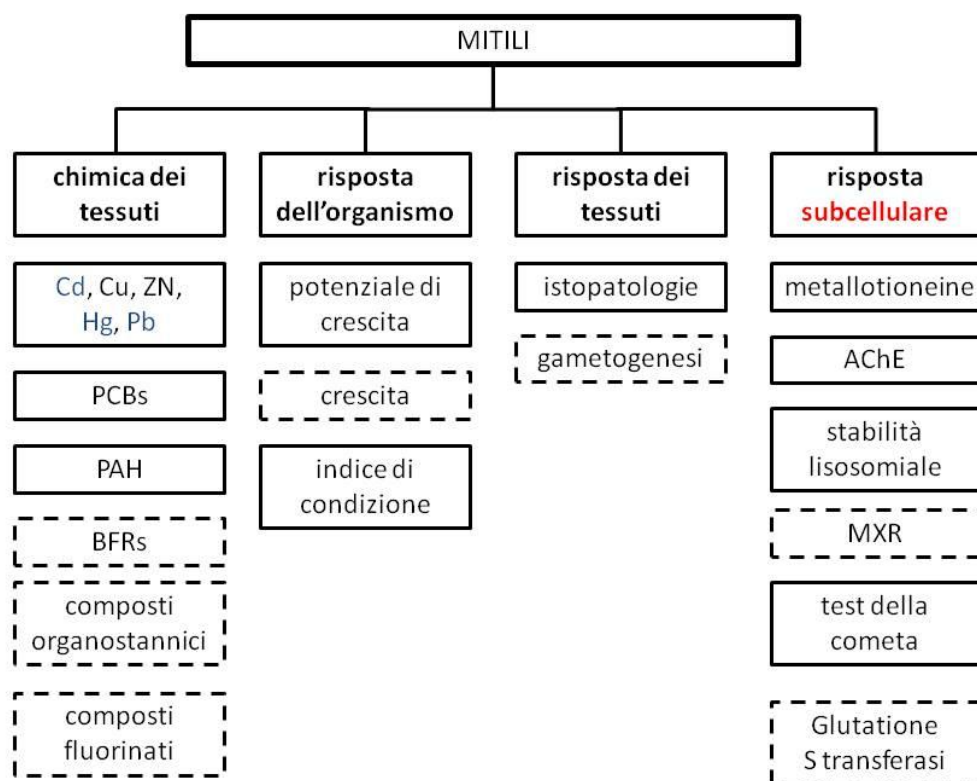 MITILI
chimica dei
tessuti
Cd, Cu, ZN,
Hg, Pb
PCBs
PAH
BFRs
composti
organostannici
composti
fluorinati
risposta
dell'organismo
potenziale di
crescita
crescita
indice di
condizione
risposta dei
tessuti
istopatologie
gametogenesi
risposta
subcellulare
metallotioneine
AChE
stabilità
lisosomiale
MXR
test della
cometa
Glutatione
S transferasi